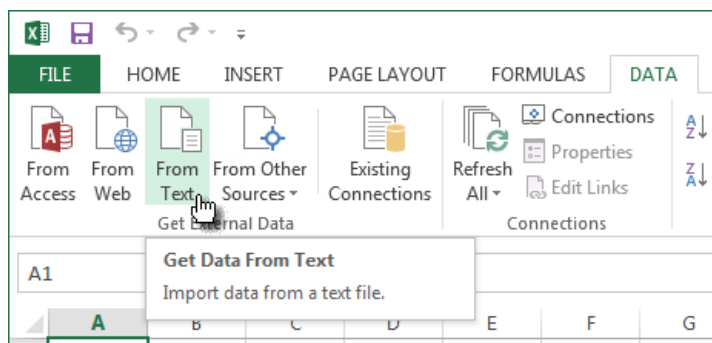 FILE HOME INSERT PAGE LAYOUT FORMULAS DATA
From Access
From Web
From Text
From Other Sources
Existing Connections
Refresh All
Connections
Properties
Edit Links
A Z
Z A
Get External Data
Connections
Get Data From Text
Import data from a text file.
A1
A B C D E F G